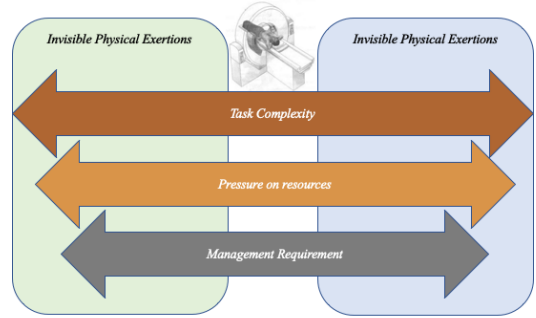 Invisible Physical Exertions
Invisible Physical Exertions
Task Complexity
Pressure on resources
Management Requirement